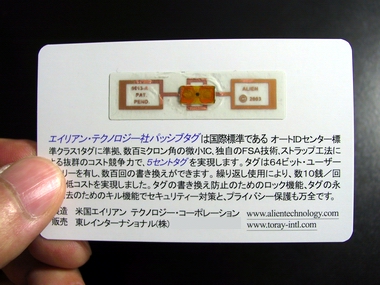 9613-A
PAT
PEND.
ALIEN
© 2003
エイリアン・テクノロジー社パッシブタグは国際標準である オートIDセンター標
準クラス1タグに準拠, 数百ミクロン角の微小IC, 独自のFSA技術, ストラップ工法に
よる抜群のコスト競争力で, 5セントタグを実現します。タグは64ビット・ユーザー
リーを有し, 数百回の書き換えができます。繰り返し使用により, 数10銭／回
低コストを実現しました。タグの書き換え防止のためのロック機能、タグの永
去のためのキル機能でセキュリティー対策と、プライバシー保護も万全です。
造 米国エイリアン テクノロジー・コーポレーション www.alientechnology.com
販売 東レインターナショナル(株) www.toray-intl.com